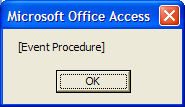 Microsoft Office Access
[Event Procedure]
OK